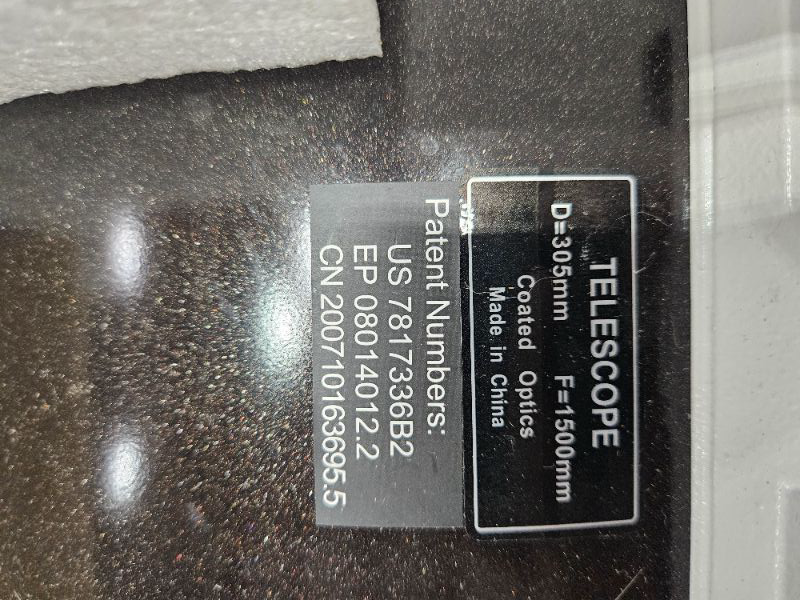 TELESCOPE
D=305mm F=1500mm
Coated Optics
Made in China
Patent Numbers:
US 7817336B2
EP 08014012.2
CN 200710163695.5